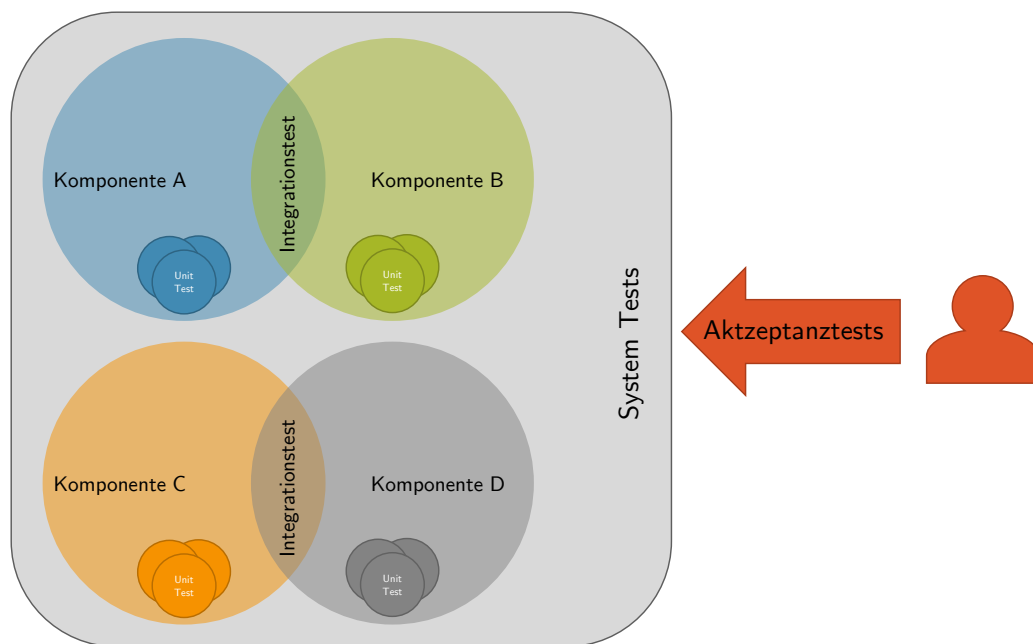 Komponente A
Integrationstest
Komponente B
Unit
Test
Unit
Test
System Tests
Aktzeptanztests
Komponente C
Integrationstest
Komponente D
Unit
Test
Unit
Test